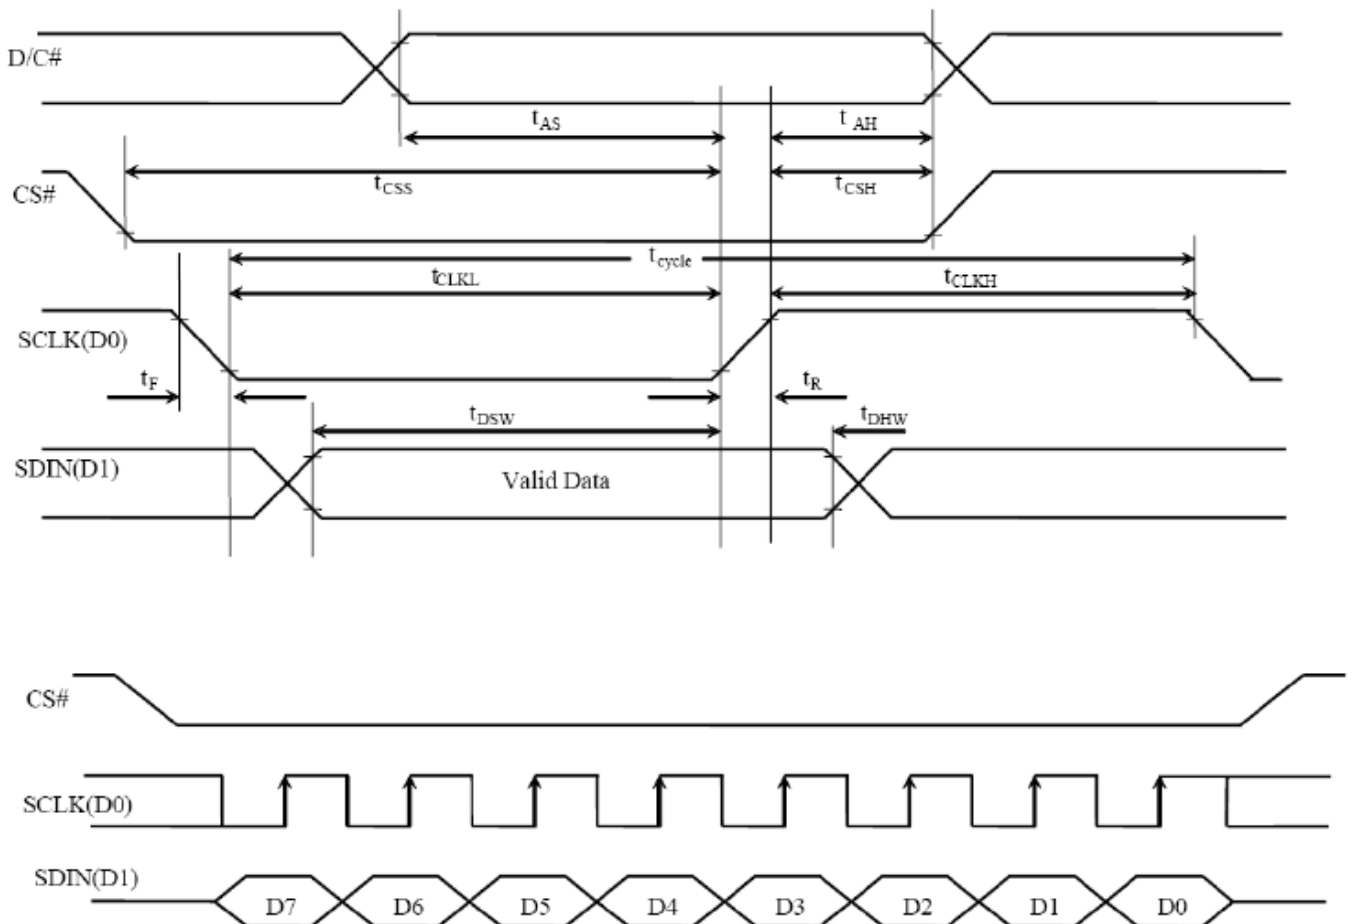 D/C#
tAS
t AH
CS#
tCSS
tCSH
tcycle
tCLKL
tCLKH
SCLK(D0)
tF
tR
tDSW
tDHW
SDIN(D1)
Valid Data
CS#
SCLK(D0)
SDIN(D1)
D7 D6 D5 D4 D3 D2 D1 D0